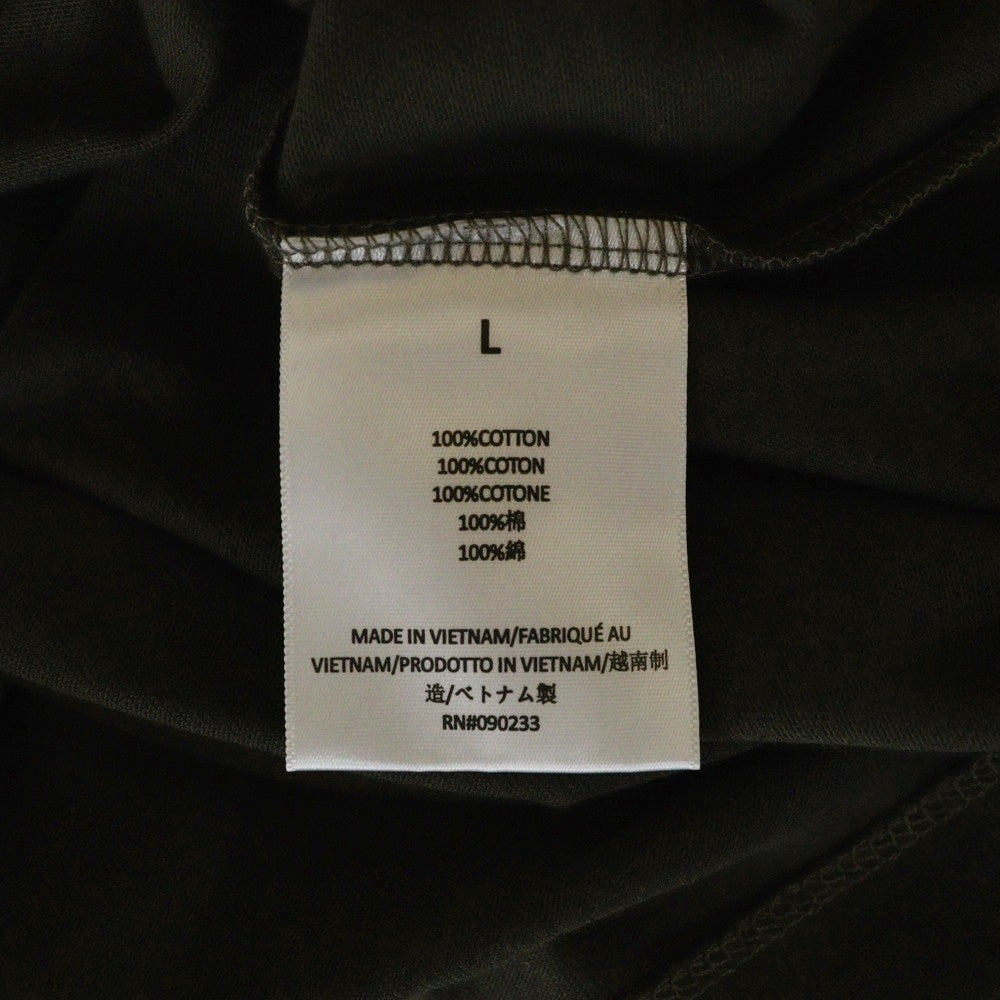 L
100%COTTON
100%COTON
100%COTONE
100%棉
100%綿
MADE IN VIETNAM/FABRIQUÉ AU
VIETNAM/PRODOTTO IN VIETNAM/越南制
造/ベトナム製
RN#090233